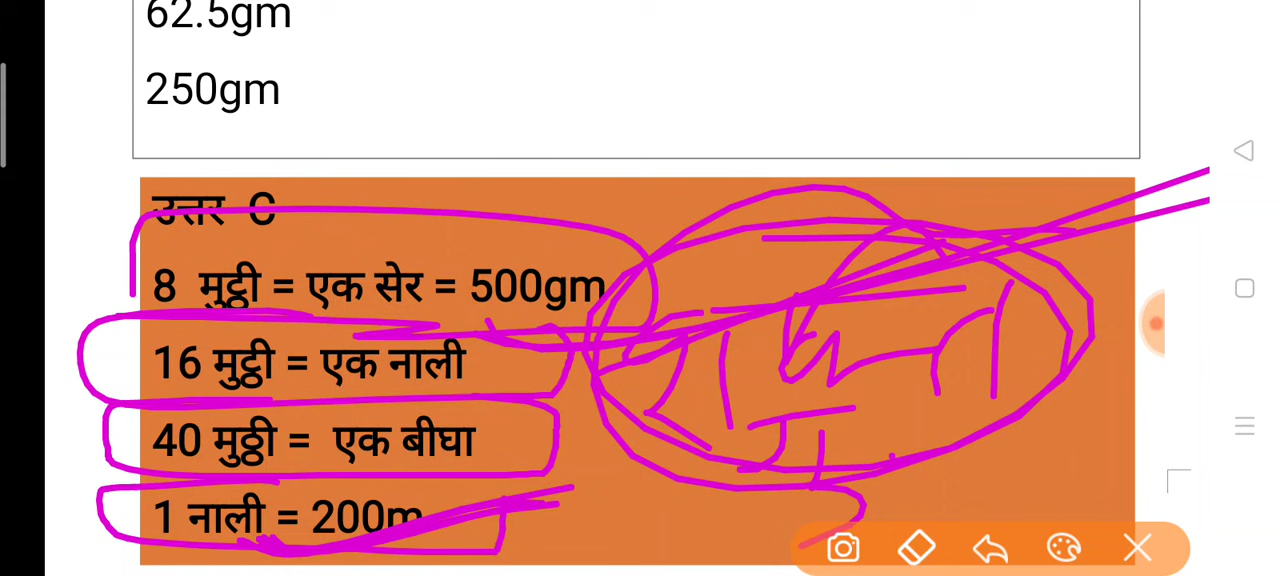 62.5gm
250gm
उत्तर C
8 मुट्ठी = एक सेर = 500gm
16 मुट्ठी = एक नाली
40 मुठ्ठी = एक बीघा
1 नाली = 200m